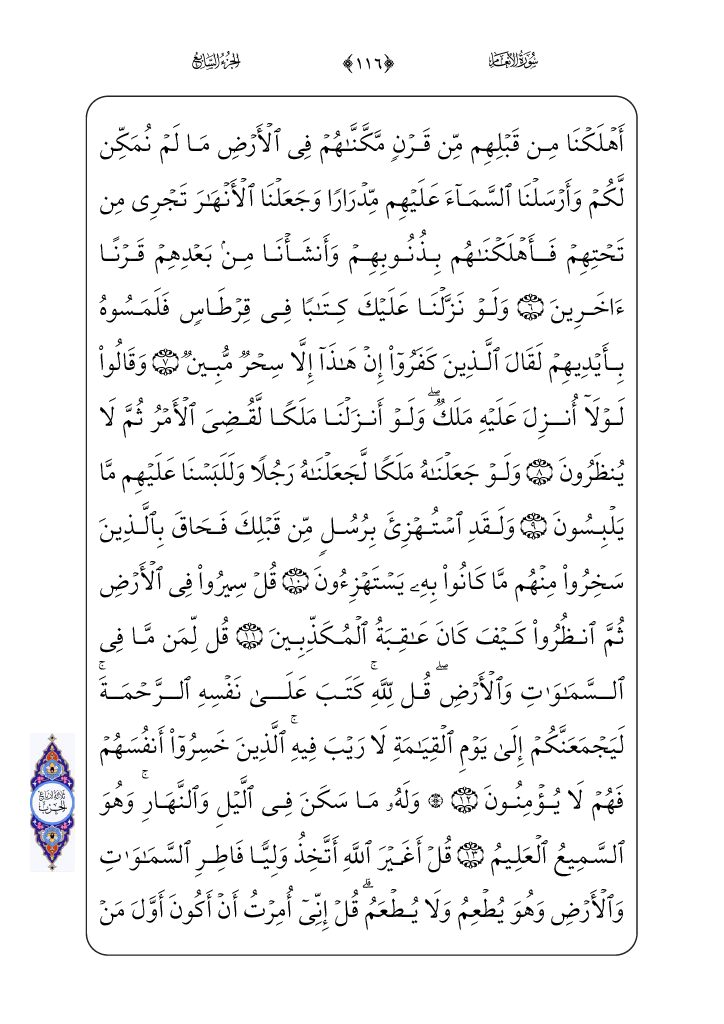 سُورَةُ الأَنْعَام
﴿١١٦﴾
الجُزْءُ السَّابِعُ
أَهۡلَكۡنَا مِن قَبۡلِهِم مِّن قَرۡنٖ مَّكَّنَّٰهُمۡ فِي ٱلۡأَرۡضِ مَا لَمۡ نُمَكِّن
لَّكُمۡ وَأَرۡسَلۡنَا ٱلسَّمَآءَ عَلَيۡهِم مِّدۡرَارٗا وَجَعَلۡنَا ٱلۡأَنۡهَٰرَ تَجۡرِي مِن
تَحۡتِهِمۡ فَأَهۡلَكۡنَٰهُم بِذُنُوبِهِمۡ وَأَنشَأۡنَا مِنۢ بَعۡدِهِمۡ قَرۡنًا
ءَاخَرِينَ ٦ وَلَوۡ نَزَّلۡنَا عَلَيۡكَ كِتَٰبٗا فِي قِرۡطَاسٖ فَلَمَسُوهُ
بِأَيۡدِيهِمۡ لَقَالَ ٱلَّذِينَ كَفَرُوٓاْ إِنۡ هَٰذَآ إِلَّا سِحۡرٞ مُّبِينٞ ٧ وَقَالُواْ
لَوۡلَآ أُنزِلَ عَلَيۡهِ مَلَكٞۖ وَلَوۡ أَنزَلۡنَا مَلَكٗا لَّقُضِيَ ٱلۡأَمۡرُ ثُمَّ لَا
يُنظَرُونَ ٨ وَلَوۡ جَعَلۡنَٰهُ مَلَكٗا لَّجَعَلۡنَٰهُ رَجُلٗا وَلَلَبَسۡنَا عَلَيۡهِم مَّا
يَلۡبِسُونَ ٩ وَلَقَدِ ٱسۡتُهۡزِئَ بِرُسُلٖ مِّن قَبۡلِكَ فَحَاقَ بِٱلَّذِينَ
سَخِرُواْ مِنۡهُم مَّا كَانُواْ بِهِۦ يَسۡتَهۡزِءُونَ ١٠ قُلۡ سِيرُواْ فِي ٱلۡأَرۡضِ
ثُمَّ ٱنظُرُواْ كَيۡفَ كَانَ عَٰقِبَةُ ٱلۡمُكَذِّبِينَ ١١ قُل لِّمَن مَّا فِي
ٱلسَّمَٰوَٰتِ وَٱلۡأَرۡضِۖ قُل لِّلَّهِۚ كَتَبَ عَلَىٰ نَفۡسِهِ ٱلرَّحۡمَةَۚ
لَيَجۡمَعَنَّكُمۡ إِلَىٰ يَوۡمِ ٱلۡقِيَٰمَةِ لَا رَيۡبَ فِيهِۚ ٱلَّذِينَ خَسِرُوٓاْ أَنفُسَهُمۡ
فَهُمۡ لَا يُؤۡمِنُونَ ١٢ ۞ وَلَهُۥ مَا سَكَنَ فِي ٱلَّيۡلِ وَٱلنَّهَارِۚ وَهُوَ
ٱلسَّمِيعُ ٱلۡعَلِيمُ ١٣ قُلۡ أَغَيۡرَ ٱللَّهِ أَتَّخِذُ وَلِيّٗا فَاطِرِ ٱلسَّمَٰوَٰتِ
وَٱلۡأَرۡضِ وَهُوَ يُطۡعِمُ وَلَا يُطۡعَمُۗ قُلۡ إِنِّيٓ أُمِرۡتُ أَنۡ أَكُونَ أَوَّلَ مَنۡ
ثلاثة أرباع
الحزب